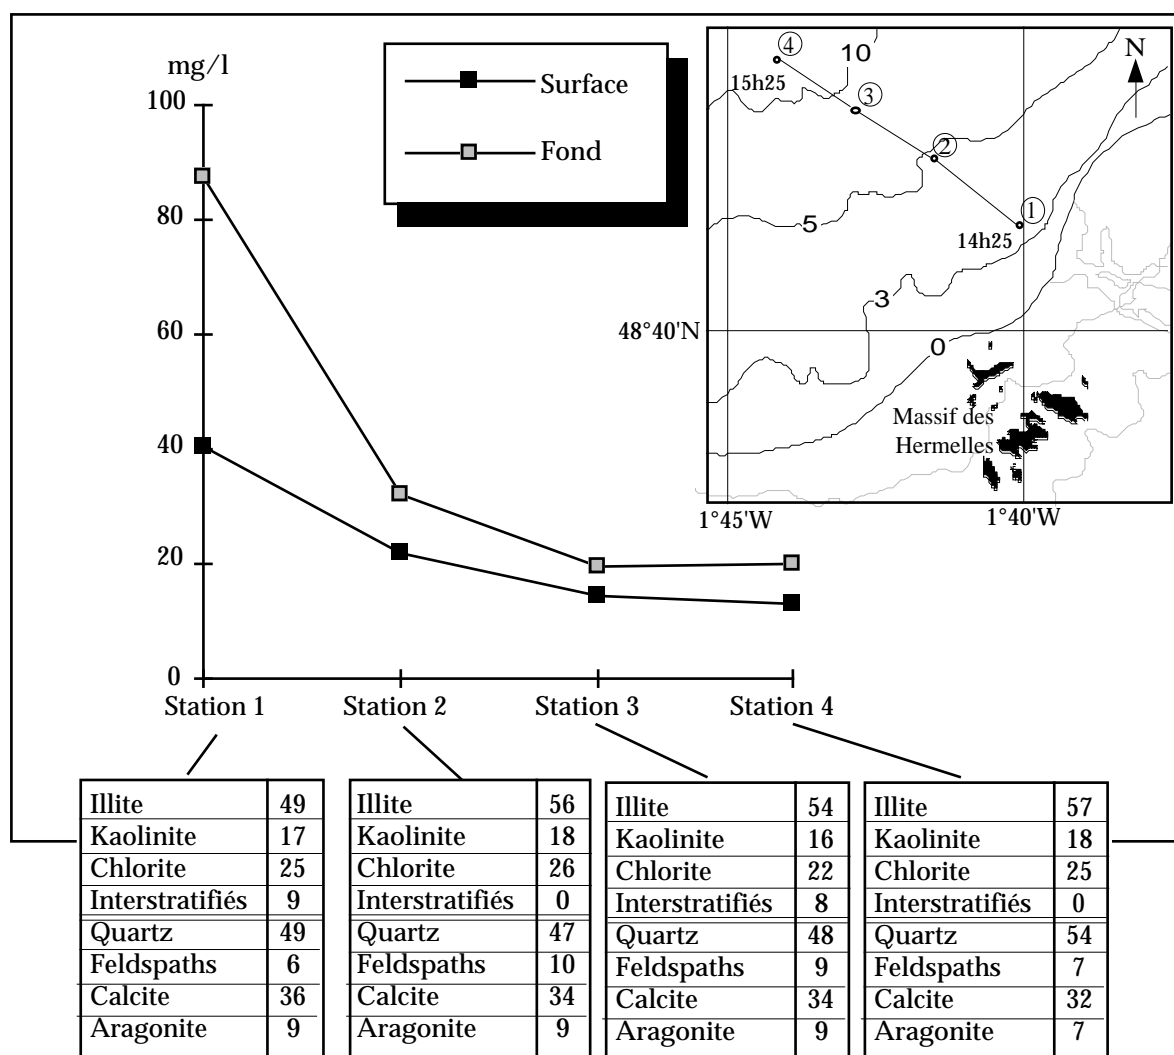 mg/l
100
80
60
40
20
0
Surface
Fond
④
15h25
10
③
②
①
14h25
N
5
3
0
48°40'N
Massif des
Hermelles
1°45'W
1°40'W
Station 1
Station 2
Station 3
Station 4
Illite 49
Kaolinite 17
Chlorite 25
Interstratifiés 9
Quartz 49
Feldspaths 6
Calcite 36
Aragonite 9
Illite 56
Kaolinite 18
Chlorite 26
Interstratifiés 0
Quartz 47
Feldspaths 10
Calcite 34
Aragonite 9
Illite 54
Kaolinite 16
Chlorite 22
Interstratifiés 8
Quartz 48
Feldspaths 9
Calcite 34
Aragonite 9
Illite 57
Kaolinite 18
Chlorite 25
Interstratifiés 0
Quartz 54
Feldspaths 7
Calcite 32
Aragonite 7